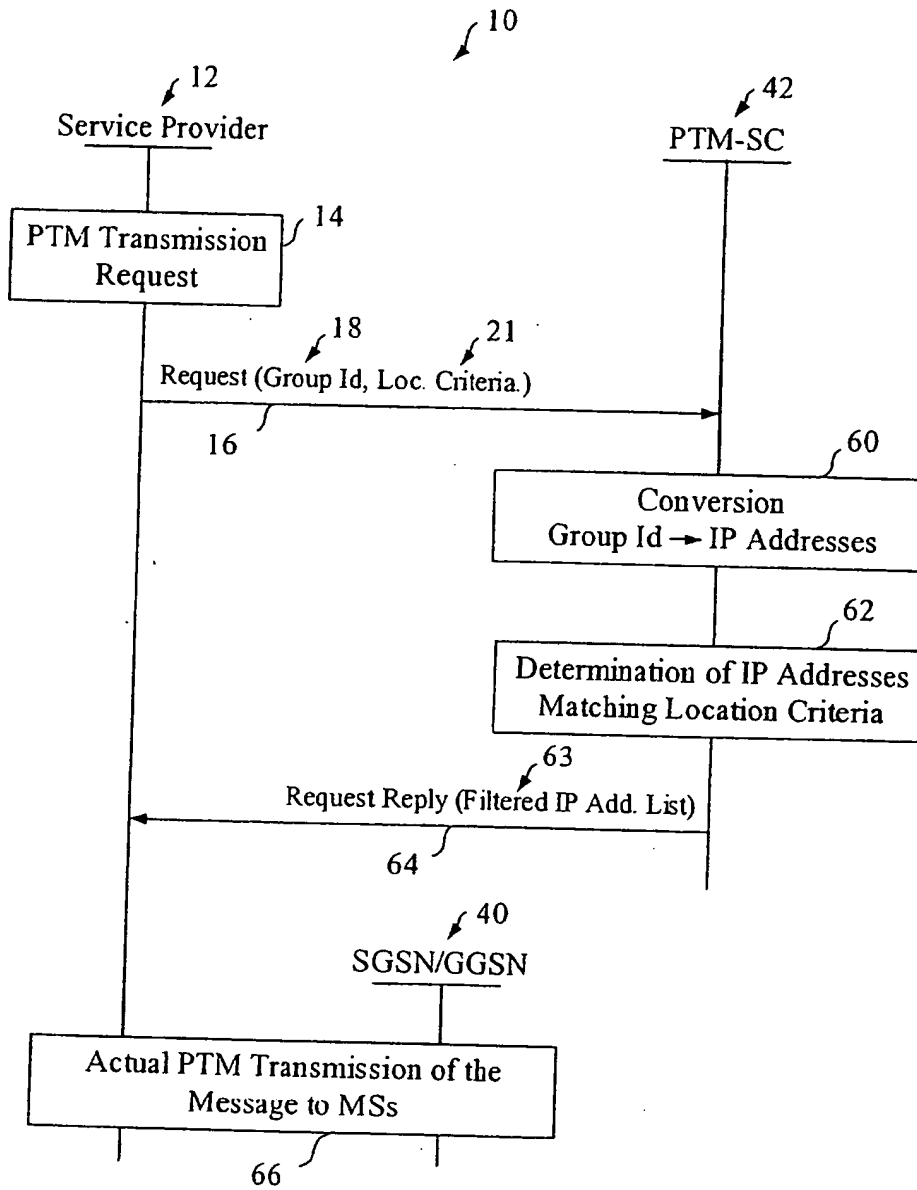 10
12
Service Provider
42
PTM-SC
14
PTM Transmission
Request
18
21
Request (Group Id, Loc. Criteria.)
16
60
Conversion
Group Id → IP Addresses
62
Determination of IP Addresses
Matching Location Criteria
63
Request Reply (Filtered IP Add. List)
64
40
SGSN/GGSN
Actual PTM Transmission of the
Message to MSs
66